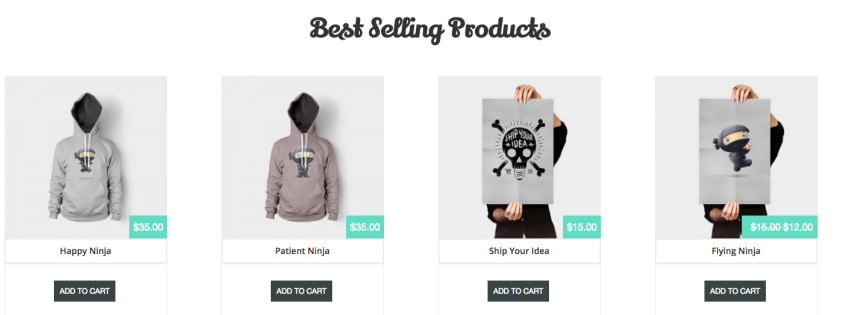 Best Selling Products
SHIP YOUR
IDEA
$35.00
$35.00
$15.00
$15.00 $12.00
Happy Ninja
Patient Ninja
Ship Your Idea
Flying Ninja
ADD TO CART
ADD TO CART
ADD TO CART
ADD TO CART